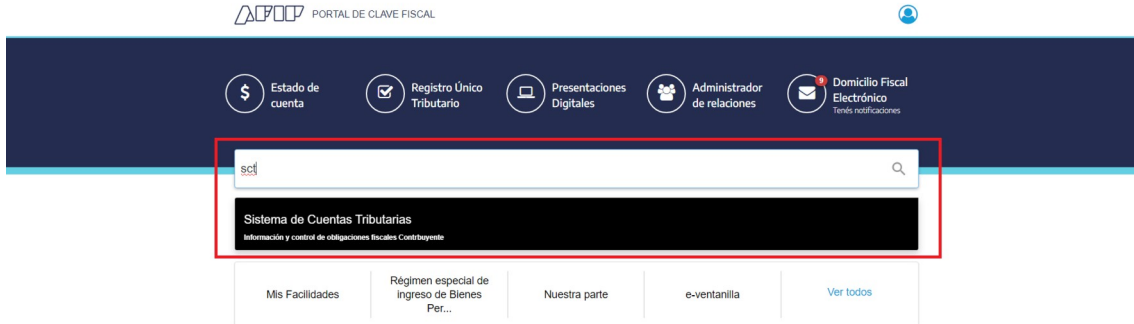 AFIP PORTAL DE CLAVE FISCAL
$ Estado de
cuenta
Registro Único
Tributario
Presentaciones
Digitales
Administrador
de relaciones
9 Domicilio Fiscal
Electrónico
Tenés notificaciones
sct
Sistema de Cuentas Tributarias
Información y control de obligaciones fiscales Contrbuyente
Mis Facilidades
Régimen especial de
ingreso de Bienes
Per...
Nuestra parte
e-ventanilla
Ver todos